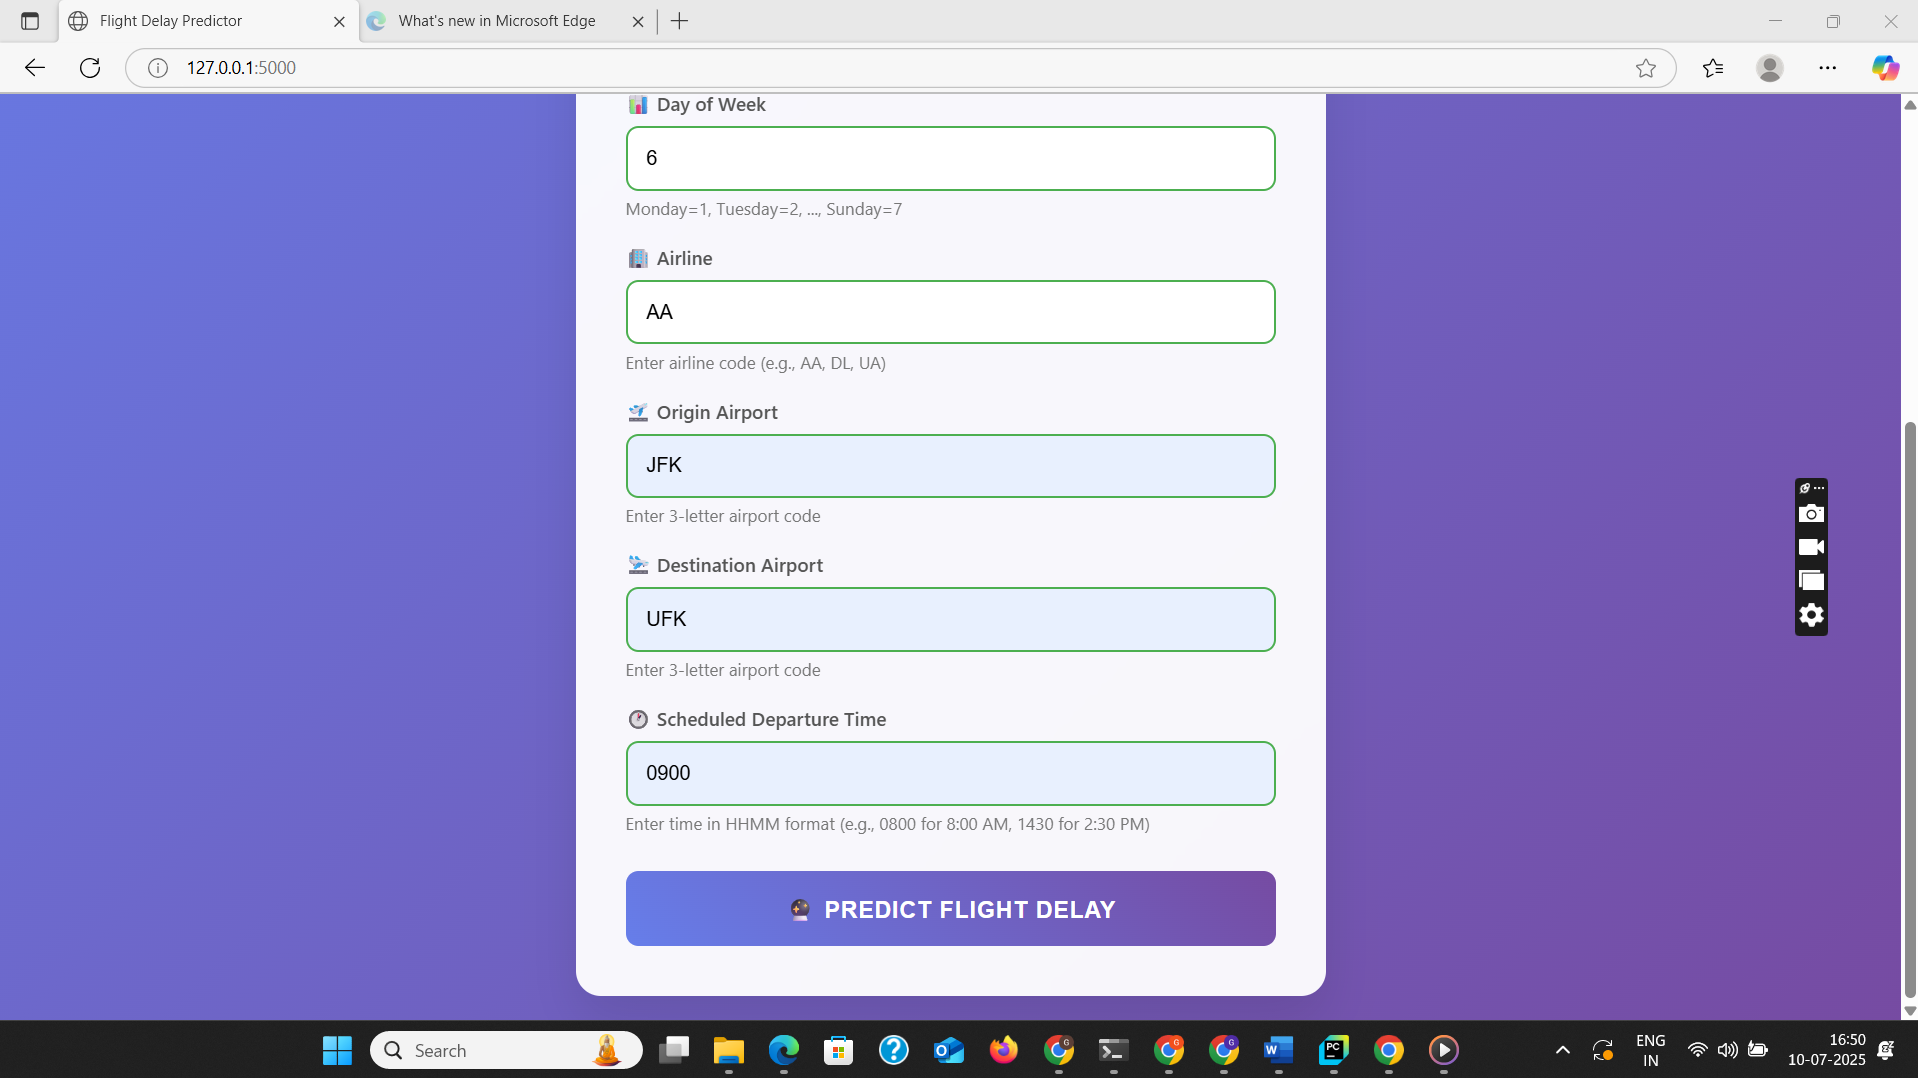 Flight Delay Predictor
What's new in Microsoft Edge
127.0.0.1:5000
Day of Week
6
Monday=1, Tuesday=2, ..., Sunday=7
Airline
AA
Enter airline code (e.g., AA, DL, UA)
Origin Airport
JFK
Enter 3-letter airport code
Destination Airport
UFK
Enter 3-letter airport code
Scheduled Departure Time
0900
Enter time in HHMM format (e.g., 0800 for 8:00 AM, 1430 for 2:30 PM)
PREDICT FLIGHT DELAY
Search
ENG
IN
16:50
10-07-2025